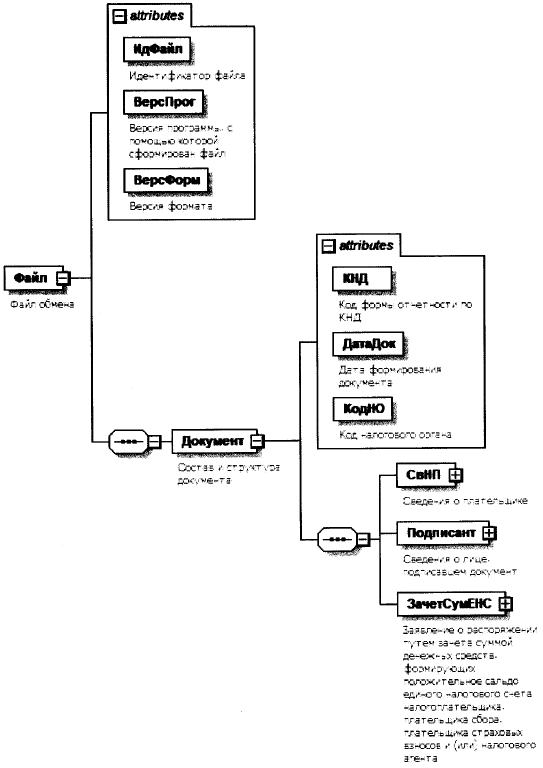 attributes
ИдФайл
Идентификатор файла
ВерсПрог
Версия программы, с
помощью которой
сформирован файл
ВерсФорм
Версия формата
Файл
Файл обмена
attributes
КНД
Код формы отчетности по
КНД
ДатаДок
Дата формирования
документа
КодНО
Код налогового органа
Документ
Состав и структура
документа
СвНП
Сведения о плательщике
Подписант
Сведения о лице,
подписавшем документ
ЗачетСумЕНС
Заявление о распоряжении
путем зачета суммой
денежных средств,
формирующих
положительное сальдо
единого налогового счета
налогоплательщика,
плательщика сбора,
плательщика страховых
взносов и (или) налогового
агента